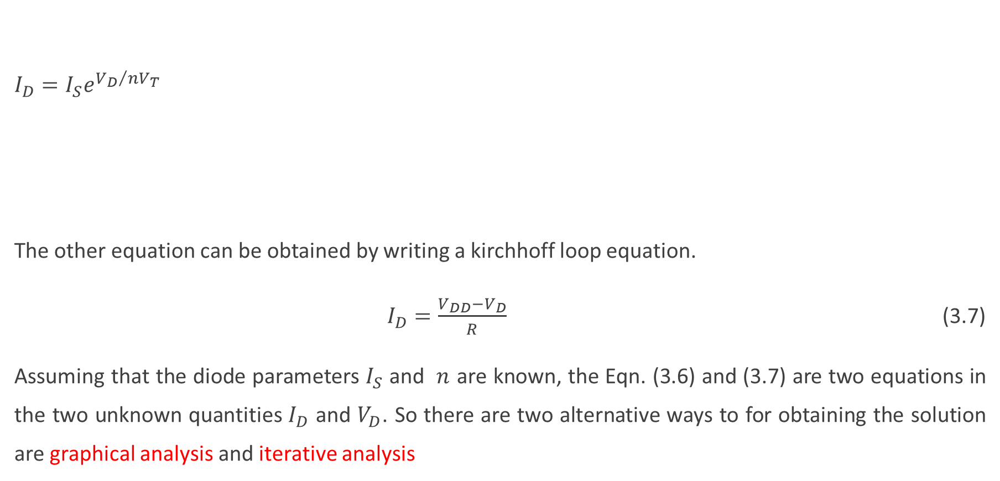 I_D = I_S e^{V_D/nV_T}
The other equation can be obtained by writing a kirchhoff loop equation.
I_D = \frac{V_{DD}-V_D}{R} (3.7)
Assuming that the diode parameters I_S and n are known, the Eqn. (3.6) and (3.7) are two equations in
the two unknown quantities I_D and V_D. So there are two alternative ways to for obtaining the solution
are graphical analysis and iterative analysis